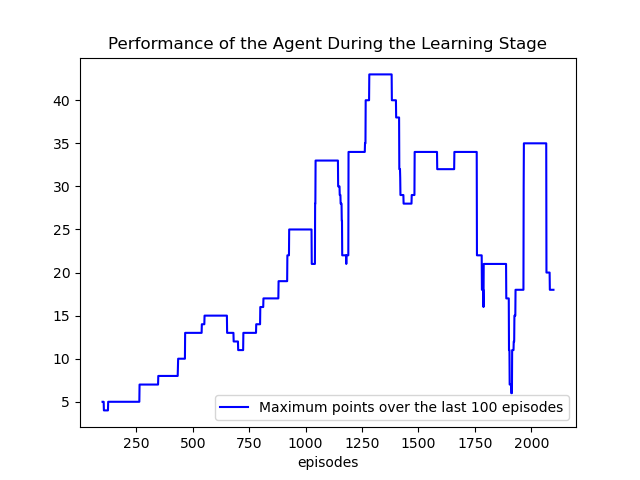 Performance of the Agent During the Learning Stage
40
35
30
25
20
15
10
5
Maximum points over the last 100 episodes
250 500 750 1000 1250 1500 1750 2000
episodes